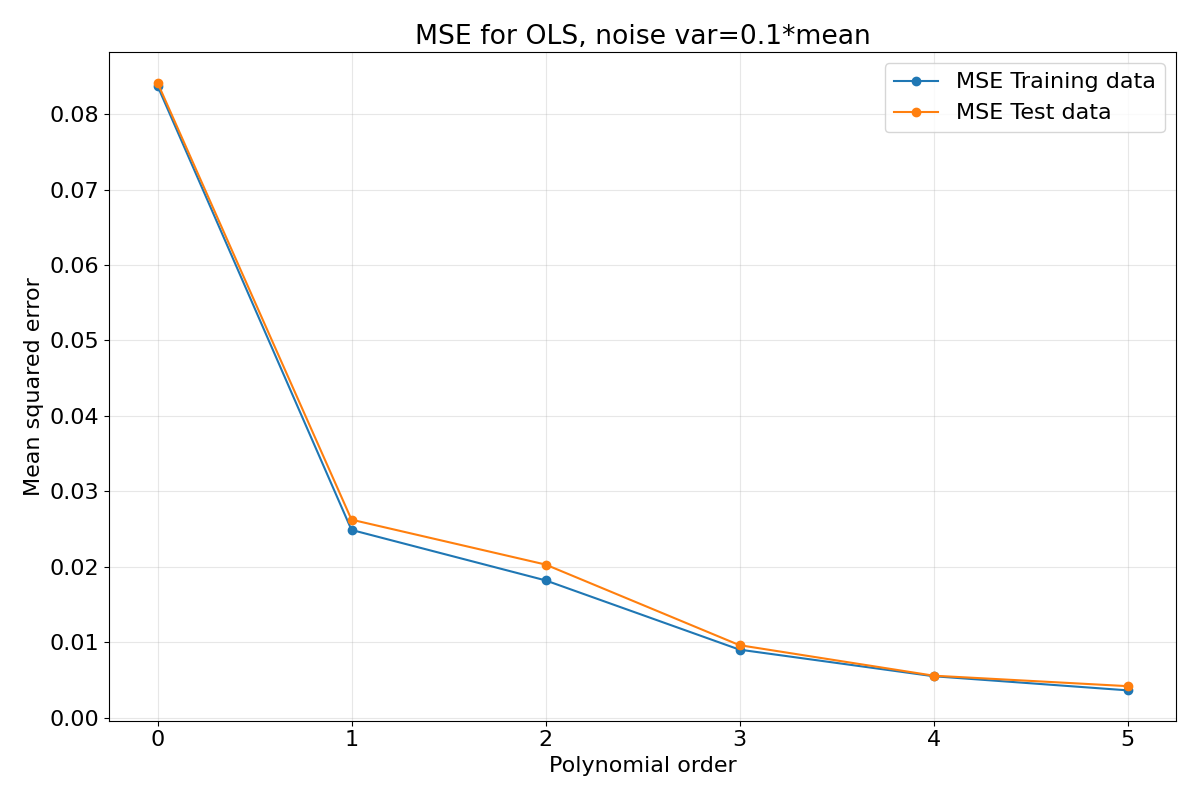 MSE for OLS, noise var=0.1*mean
MSE Training data
MSE Test data
Mean squared error
0.08
0.07
0.06
0.05
0.04
0.03
0.02
0.01
0.00
0 1 2 3 4 5
Polynomial order